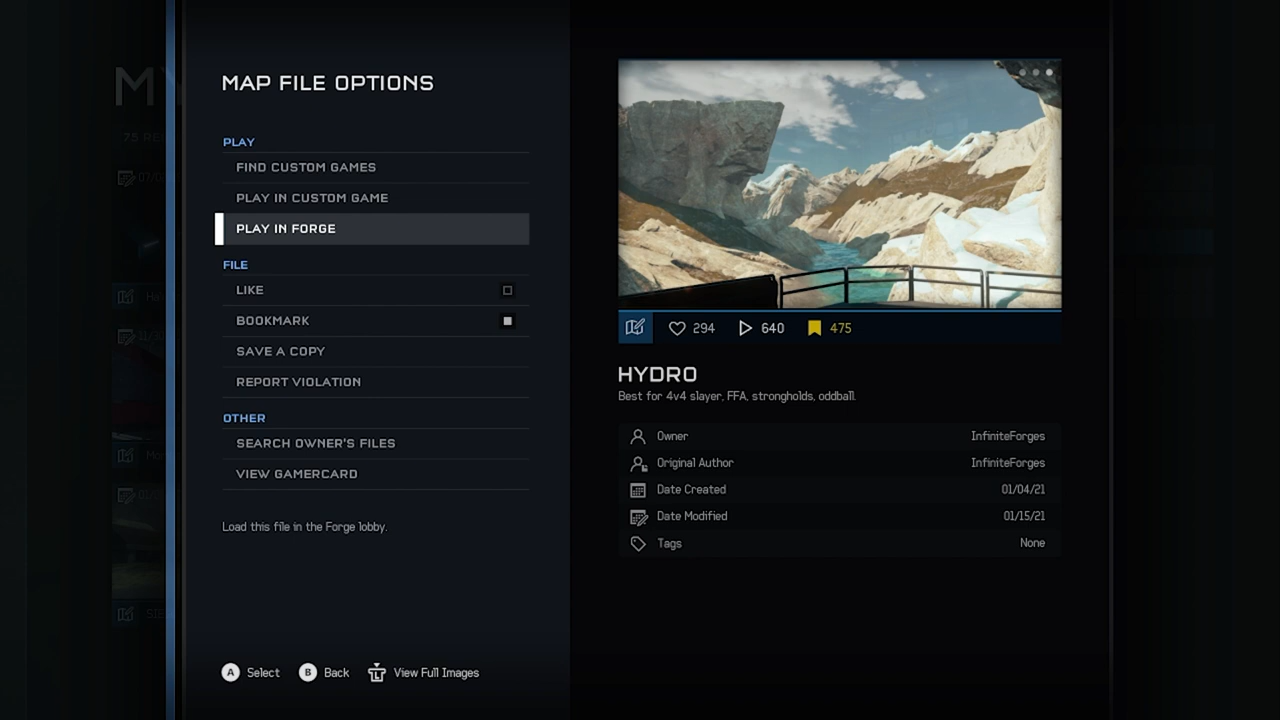 MAP FILE OPTIONS
PLAY
FIND CUSTOM GAMES
PLAY IN CUSTOM GAME
PLAY IN FORGE
FILE
LIKE
BOOKMARK
SAVE A COPY
REPORT VIOLATION
OTHER
SEARCH OWNER'S FILES
VIEW GAMERCARD
Load this file in the Forge lobby.
A Select B Back L View Full Images
294 640 475
HYDRO
Best for 4v4 slayer, FFA, strongholds, oddball.
Owner InfiniteForges
Original Author InfiniteForges
Date Created 01/04/21
Date Modified 01/15/21
Tags None